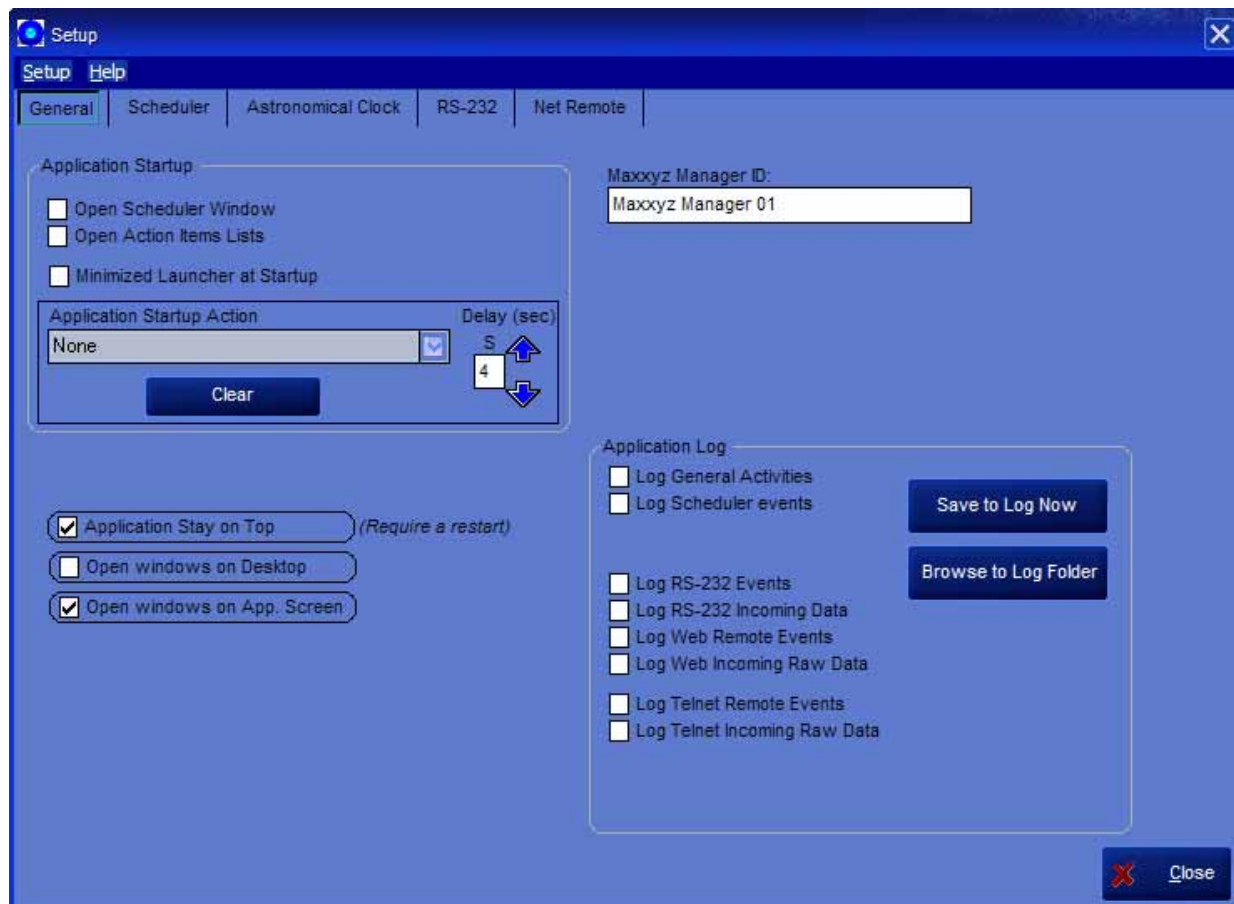 Setup
Setup Help
General Scheduler Astronomical Clock RS-232 Net Remote
Application Startup
Open Scheduler Window
Open Action Items Lists
Minimized Launcher at Startup
Application Startup Action
Delay (sec)
None
S
4
Clear
Maxxyz Manager ID:
Maxxyz Manager 01
Application Stay on Top (Require a restart)
Open windows on Desktop
Open windows on App. Screen
Application Log
Log General Activities
Log Scheduler events
Save to Log Now
Browse to Log Folder
Log RS-232 Events
Log RS-232 Incoming Data
Log Web Remote Events
Log Web Incoming Raw Data
Log Telnet Remote Events
Log Telnet Incoming Raw Data
Close